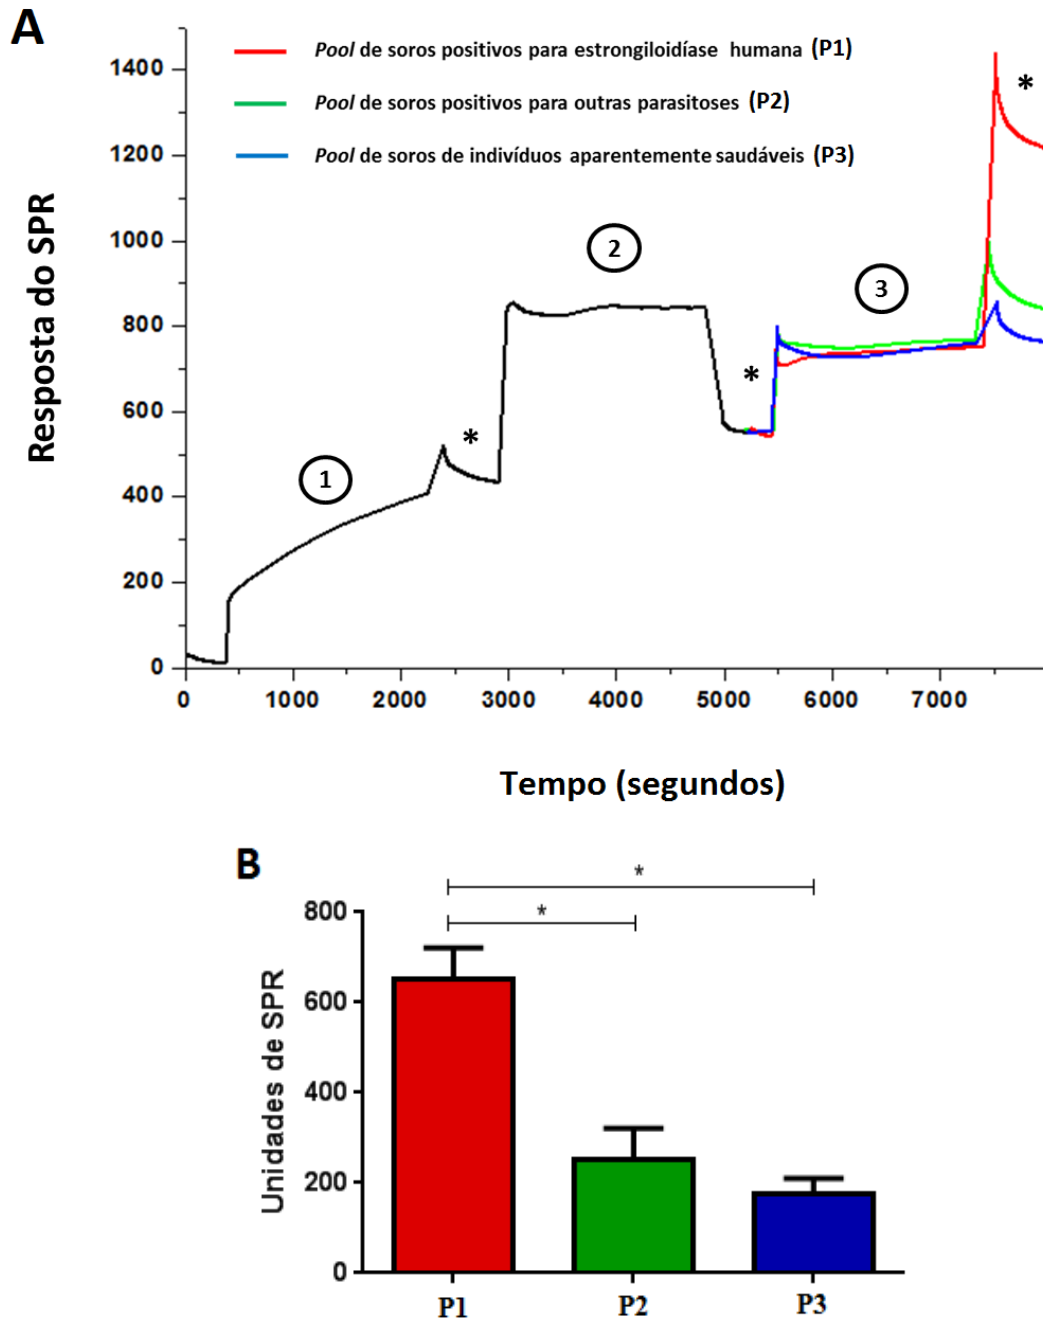 A
Pool de soros positivos para estrongiloidíase humana (P1)
Pool de soros positivos para outras parasitoses (P2)
Pool de soros de indivíduos aparentemente saudáveis (P3)
Resposta do SPR
1400
1200
1000
800
600
400
200
0
1
*
2
*
3
*
0 1000 2000 3000 4000 5000 6000 7000
Tempo (segundos)
B
*
*
Unidades de SPR
800
600
400
200
0
P1 P2 P3